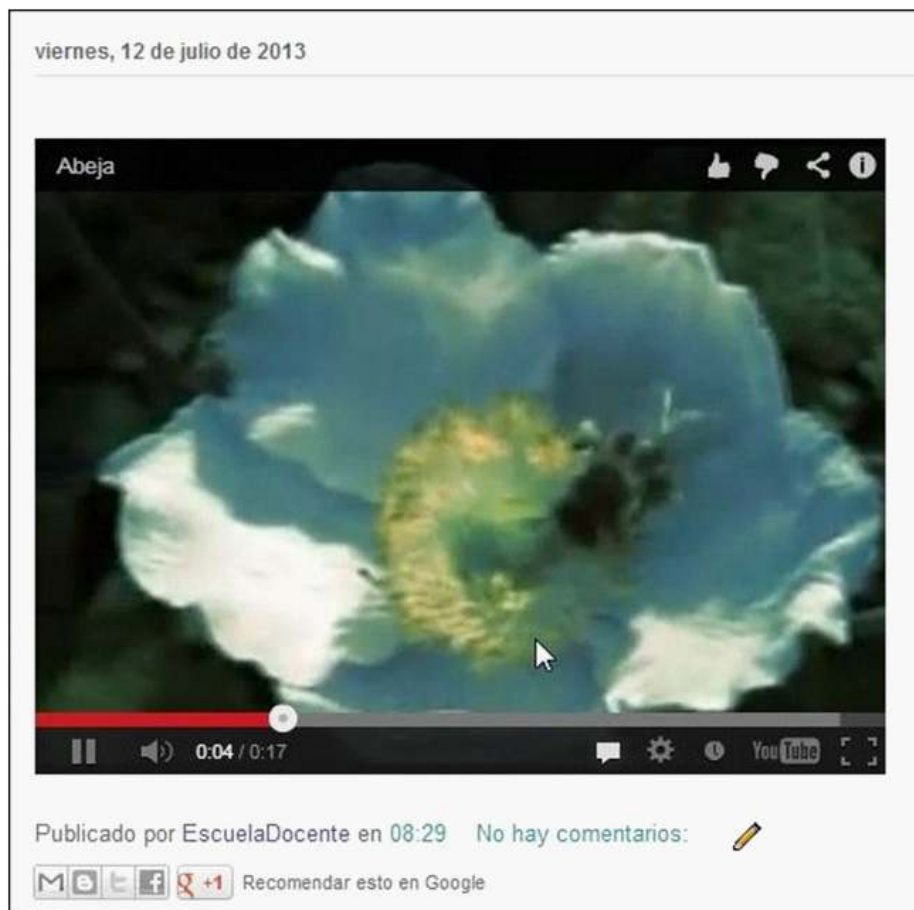 viernes, 12 de julio de 2013
Abeja
0:04 / 0:17
YouTube
Publicado por EscuelaDocente en 08:29 No hay comentarios:
g +1 Recomendar esto en Google